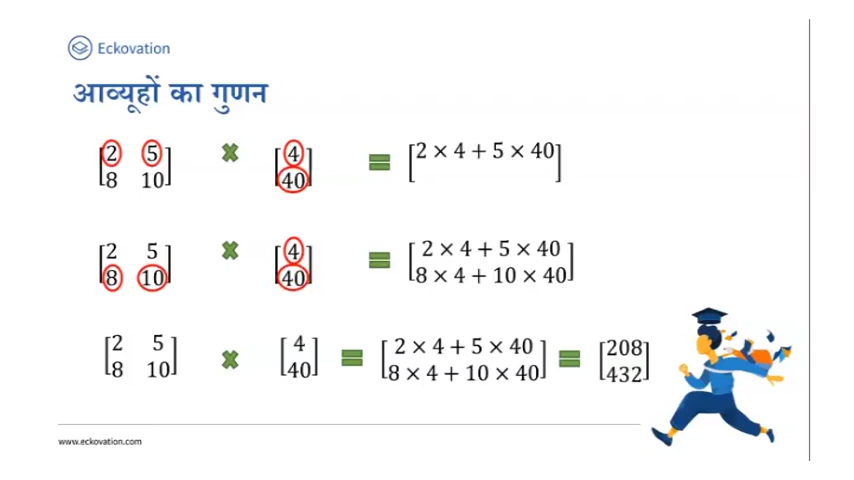 Eckovation
आव्यूहों का गुणन
[2 5
8 10] × [4
40] = [2 × 4 + 5 × 40]
[2 5
8 10] × [4
40] = [2 × 4 + 5 × 40
8 × 4 + 10 × 40]
[2 5
8 10] × [4
40] = [2 × 4 + 5 × 40
8 × 4 + 10 × 40] = [208
432]
www.eckovation.com